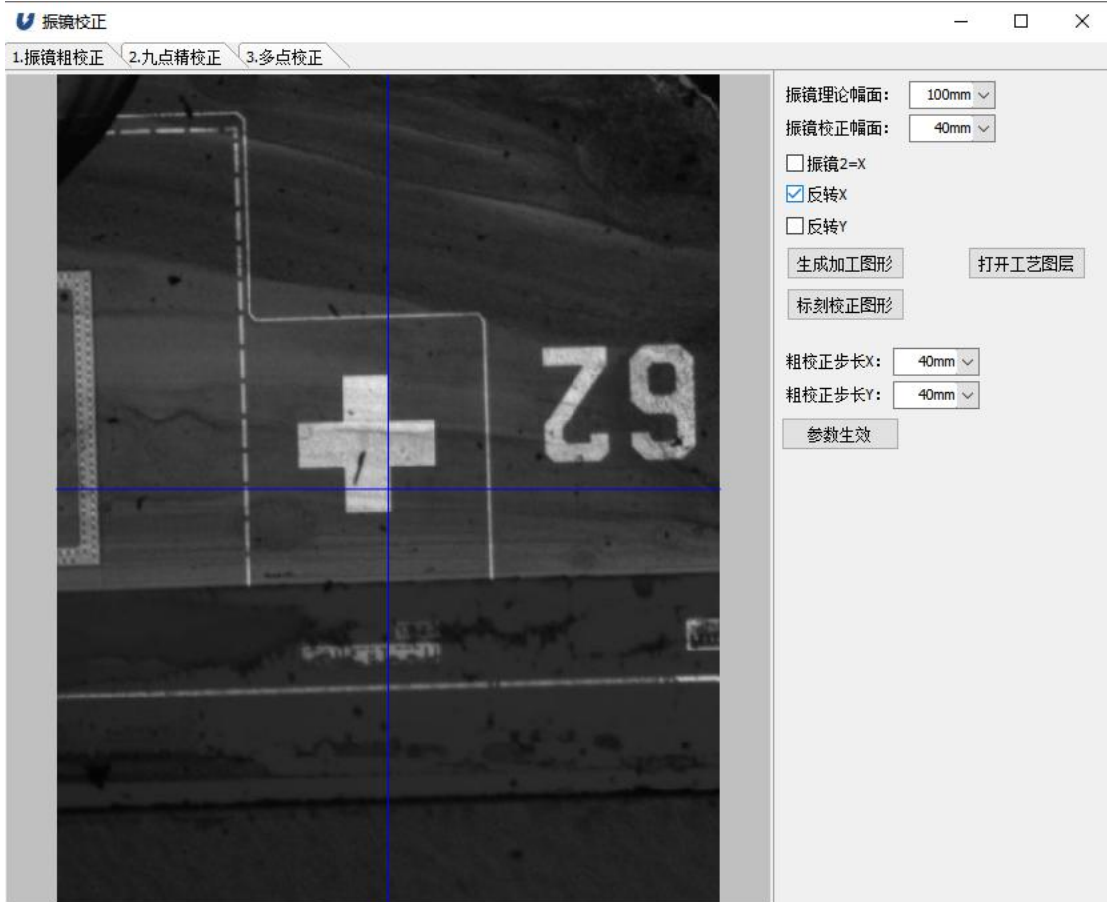 振镜校正
1.振镜粗校正 2.九点精校正 3.多点校正
振镜理论幅面： 100mm
振镜校正幅面： 40mm
振镜2=X
反转X
反转Y
生成加工图形 打开工艺图层
标刻校正图形
Z9
粗校正步长X： 40mm
粗校正步长Y： 40mm
参数生效